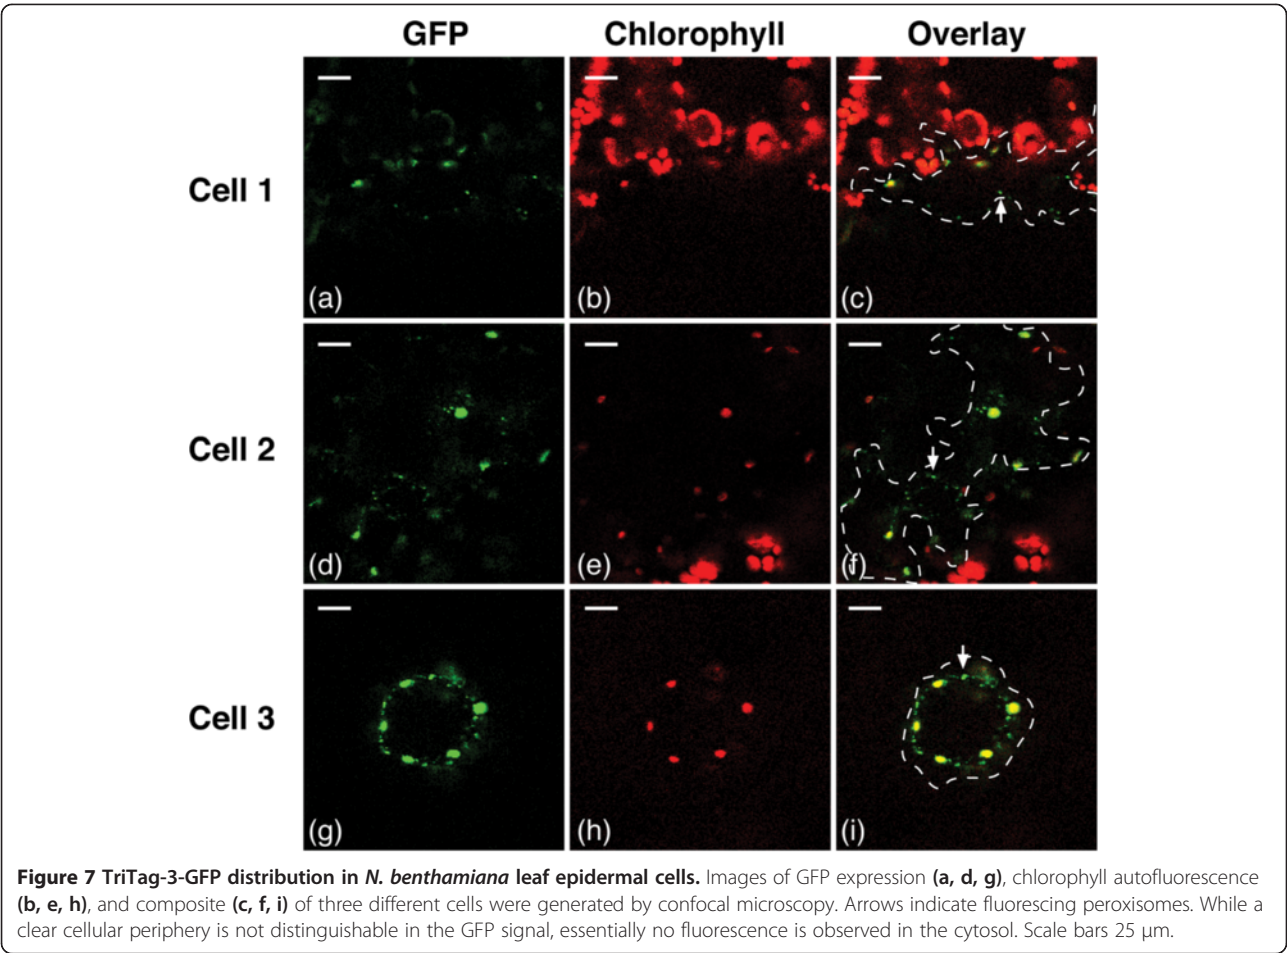 GFP Chlorophyll Overlay
Cell 1
(a) (b) (c)
Cell 2
(d) (e) (f)
Cell 3
(g) (h) (i)
Figure 7 TriTag-3-GFP distribution in N. benthamiana leaf epidermal cells. Images of GFP expression (a, d, g), chlorophyll autofluorescence
(b, e, h), and composite (c, f, i) of three different cells were generated by confocal microscopy. Arrows indicate fluorescing peroxisomes. While a
clear cellular periphery is not distinguishable in the GFP signal, essentially no fluorescence is observed in the cytosol. Scale bars 25 μm.